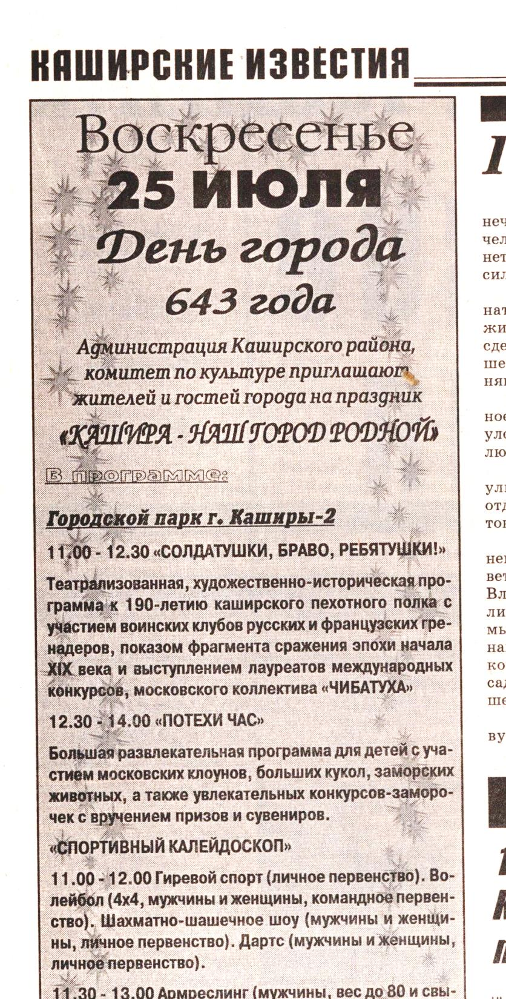 КАШИРСКИЕ ИЗВЕСТИЯ
Воскресенье
25 ИЮЛЯ
День города
643 года
Администрация Каширского района,
комитет по культуре приглашают
жителей и гостей города на праздник
«КАШИРА - НАШ ГОРОД РОДНОЙ»
В программе:
Городской парк г. Каширы-2
11.00 - 12.30 «СОЛДАТУШКИ, БРАВО, РЕБЯТУШКИ!»
Театрализованная, художественно-историческая про-
грамма к 190-летию каширского пехотного полка с
участием воинских клубов русских и французских гре-
надеров, показом фрагмента сражения эпохи начала
XIX века и выступлением лауреатов международных
конкурсов, московского коллектива «ЧИБАТУХА»
12.30 - 14.00 «ПОТЕХИ ЧАС»
Большая развлекательная программа для детей с уча-
стием московских клоунов, больших кукол, заморских
животных, а также увлекательных конкурсов-заморо-
чек с вручением призов и сувениров.
«СПОРТИВНЫЙ КАЛЕЙДОСКОП»
11.00 - 12.00 Гиревой спорт (личное первенство). Во-
лейбол (4х4, мужчины и женщины, командное первен-
ство). Шахматно-шашечное шоу (мужчины и женщи-
ны, личное первенство). Дартс (мужчины и женщины,
личное первенство).
11.30 - 13.00 Армреслинг (мужчины, вес до 80 и свы-